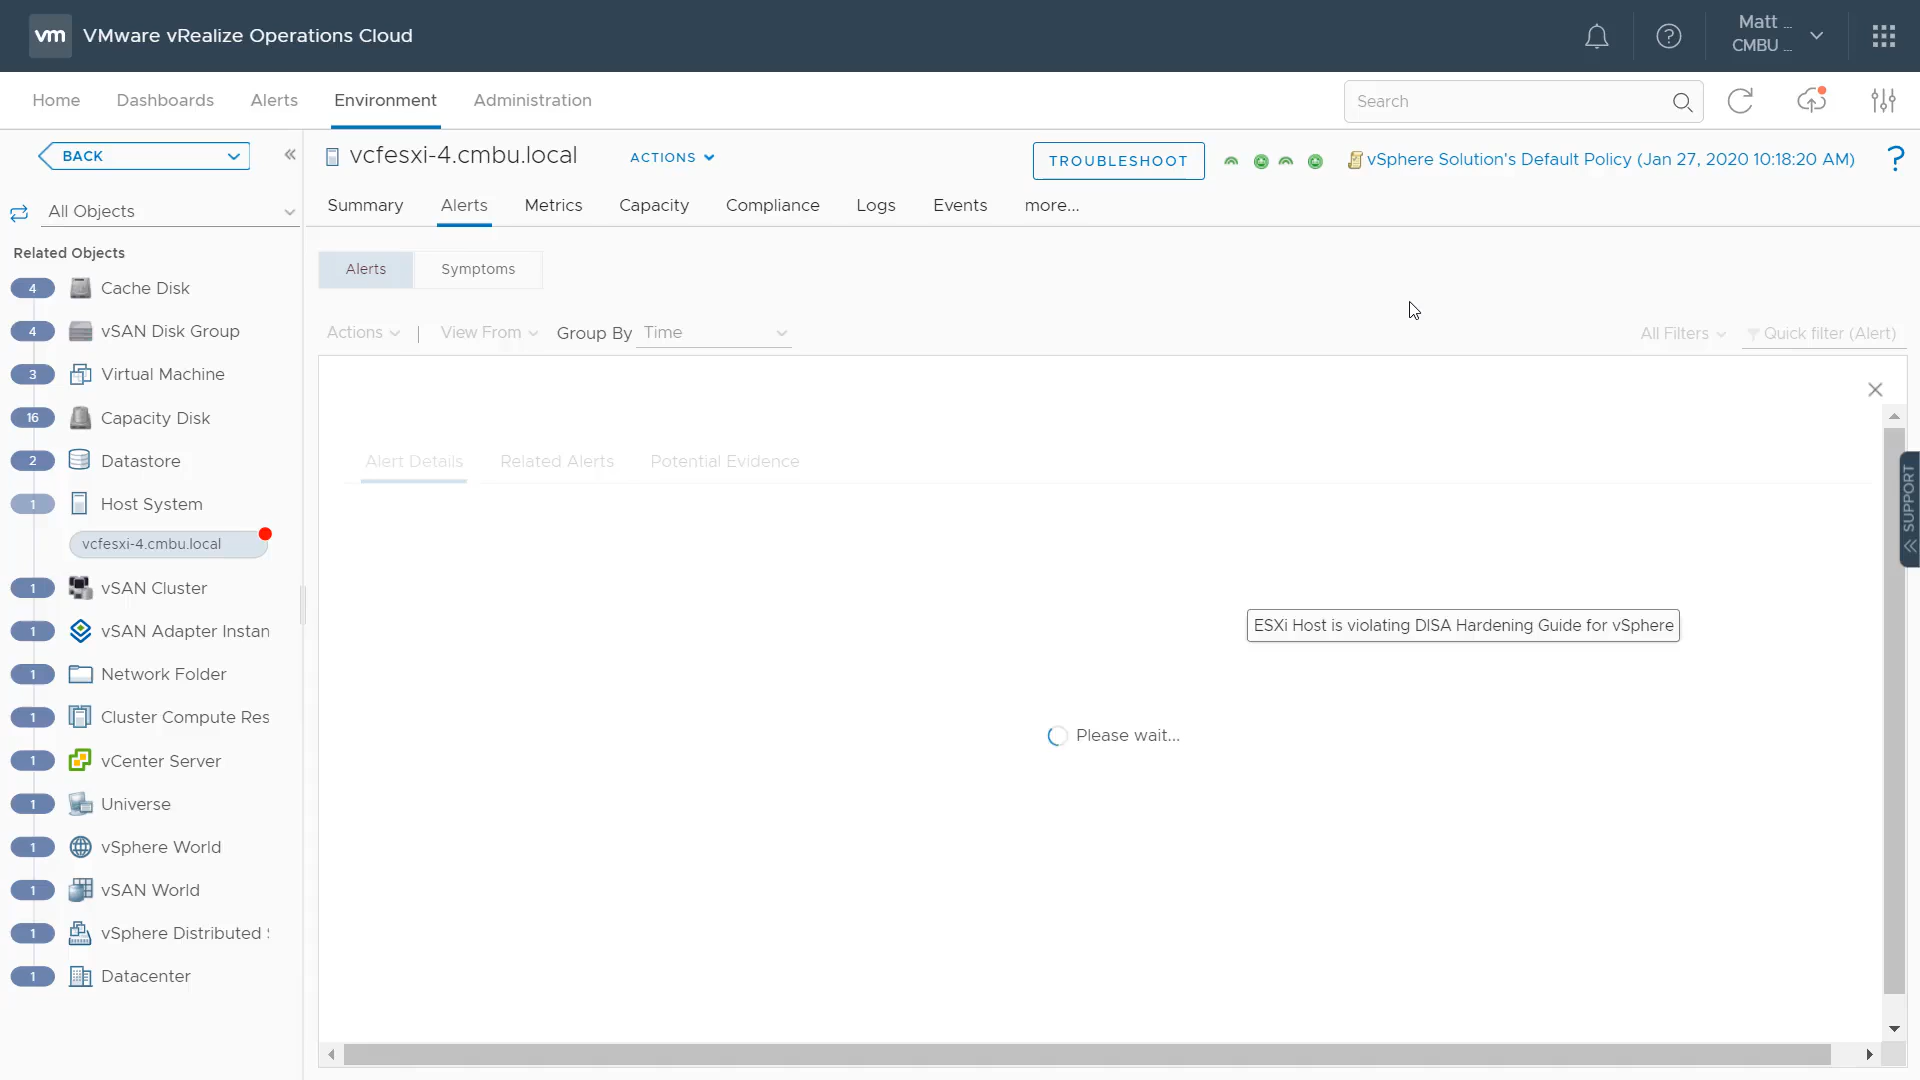 vm VMware vRealize Operations Cloud
Matt ...
CMBU ...
Home Dashboards Alerts Environment Administration Search
BACK
vcfesxi-4.cmbu.local ACTIONS TROUBLESHOOT vSphere Solution's Default Policy (Jan 27, 2020 10:18:20 AM) ?
All Objects
Summary Alerts Metrics Capacity Compliance Logs Events more...
Related Objects
4 Cache Disk
4 vSAN Disk Group
3 Virtual Machine
16 Capacity Disk
2 Datastore
1 Host System
vcfesxi-4.cmbu.local
1 vSAN Cluster
1 vSAN Adapter Instan
1 Network Folder
1 Cluster Compute Res
1 vCenter Server
1 Universe
1 vSphere World
1 vSAN World
1 vSphere Distributed
1 Datacenter
Alerts Symptoms
Actions | View From Group By Time All Filters Quick filter (Alert)
Alert Details Related Alerts Potential Evidence
ESXi Host is violating DISA Hardening Guide for vSphere
Please wait...
SUPPORT